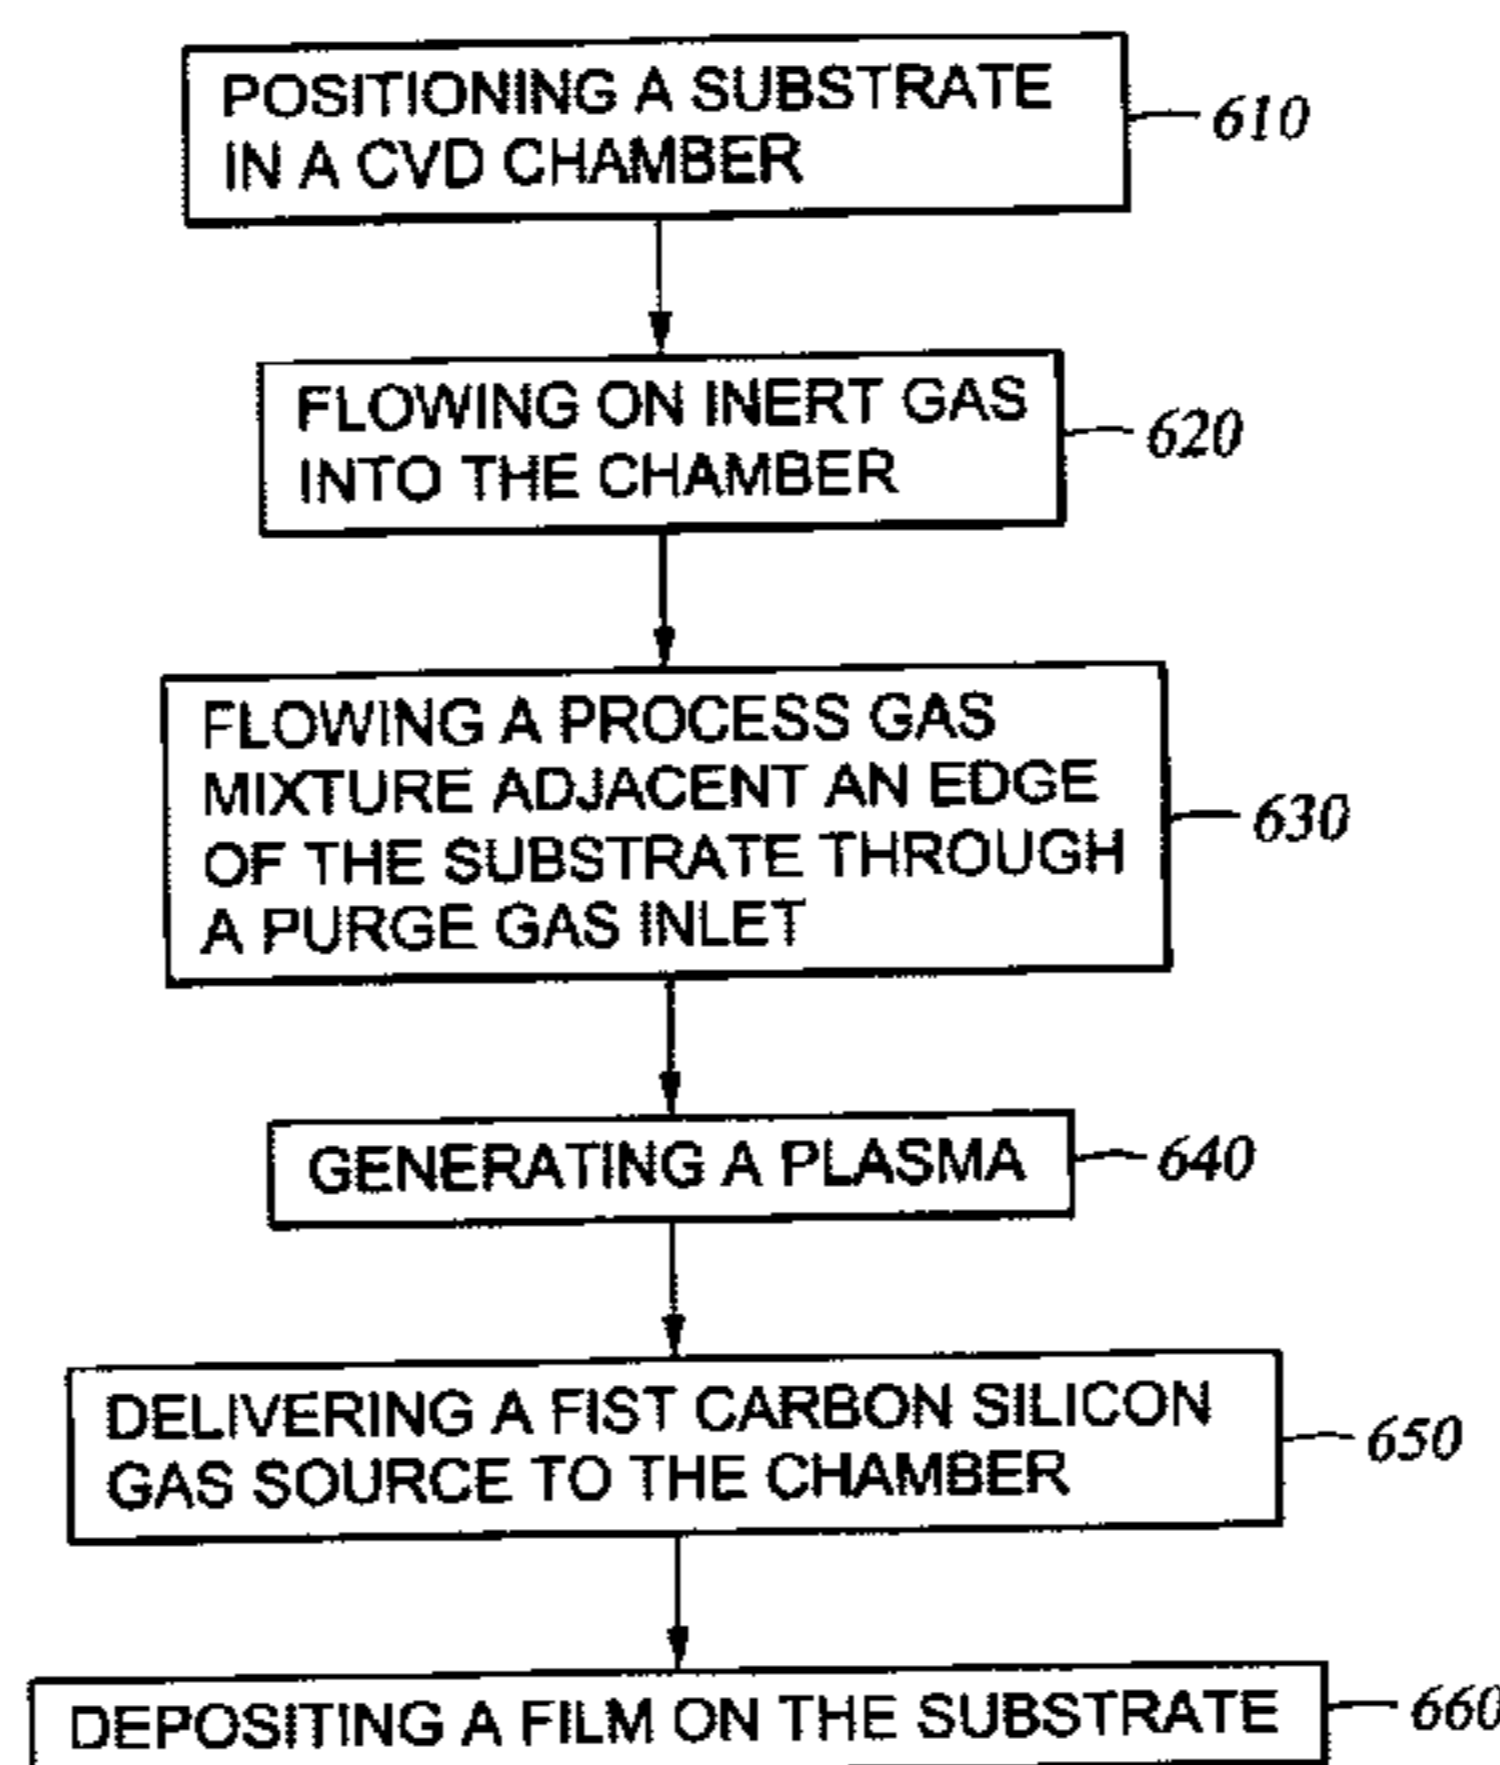 POSITIONING A SUBSTRATE
IN A CVD CHAMBER
610
FLOWING ON INERT GAS
INTO THE CHAMBER
620
FLOWING A PROCESS GAS
MIXTURE ADJACENT AN EDGE
OF THE SUBSTRATE THROUGH
A PURGE GAS INLET
630
GENERATING A PLASMA
640
DELIVERING A FIST CARBON SILICON
GAS SOURCE TO THE CHAMBER
650
DEPOSITING A FILM ON THE SUBSTRATE
660